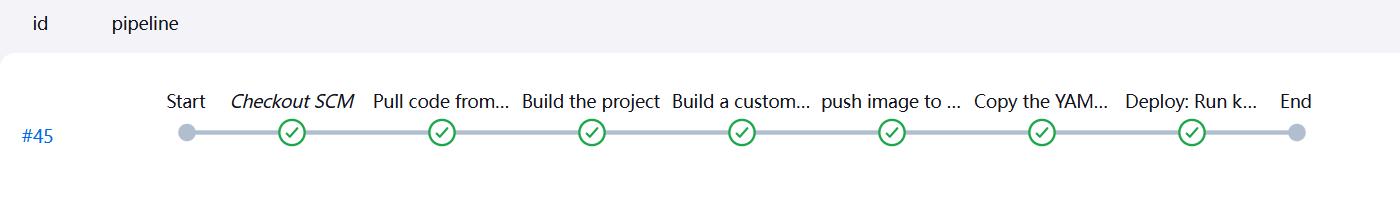 id pipeline
Start Checkout SCM Pull code from... Build the project Build a custom... push image to ... Copy the YAM... Deploy: Run k... End
#45